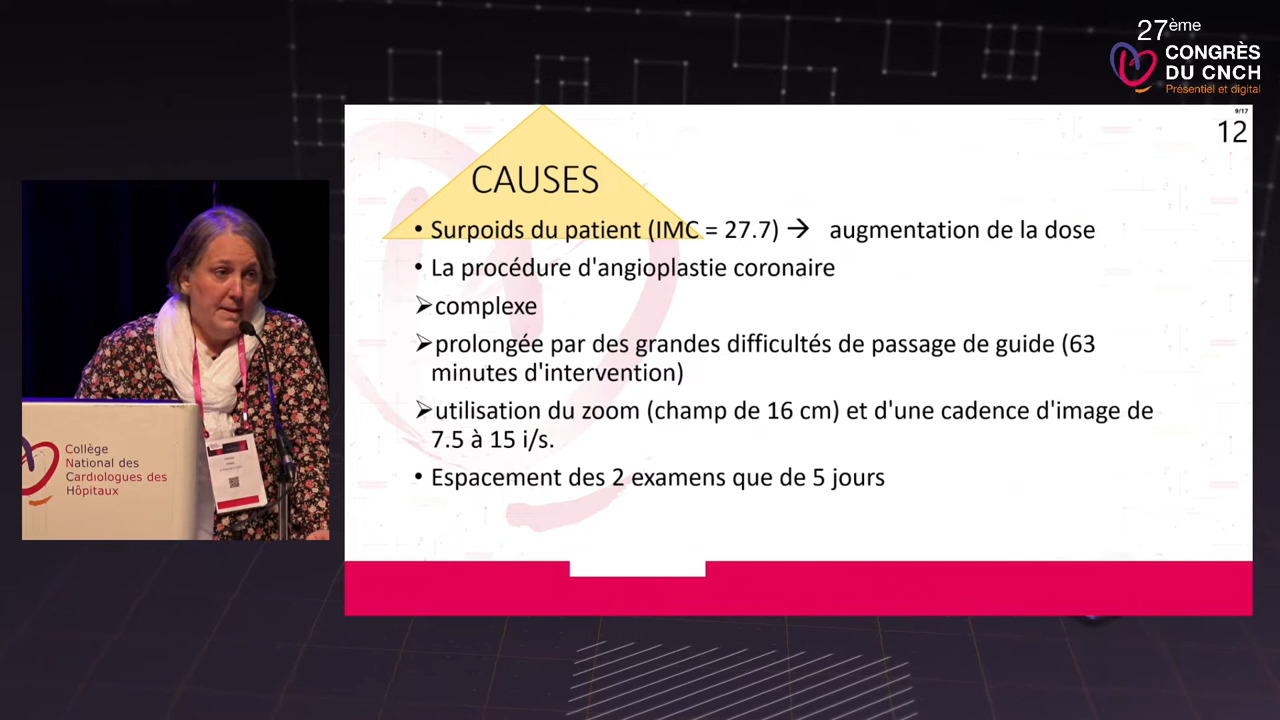 27ème
CONGRÈS
DU CNCH
Présentiel et digital
9/17
12
CAUSES
• Surpoids du patient (IMC = 27.7) → augmentation de la dose
• La procédure d'angioplastie coronaire
➢complexe
➢prolongée par des grandes difficultés de passage de guide (63
minutes d'intervention)
➢utilisation du zoom (champ de 16 cm) et d'une cadence d'image de
7.5 à 15 i/s.
• Espacement des 2 examens que de 5 jours
Collège
National des
Cardiologues des
Hôpitaux